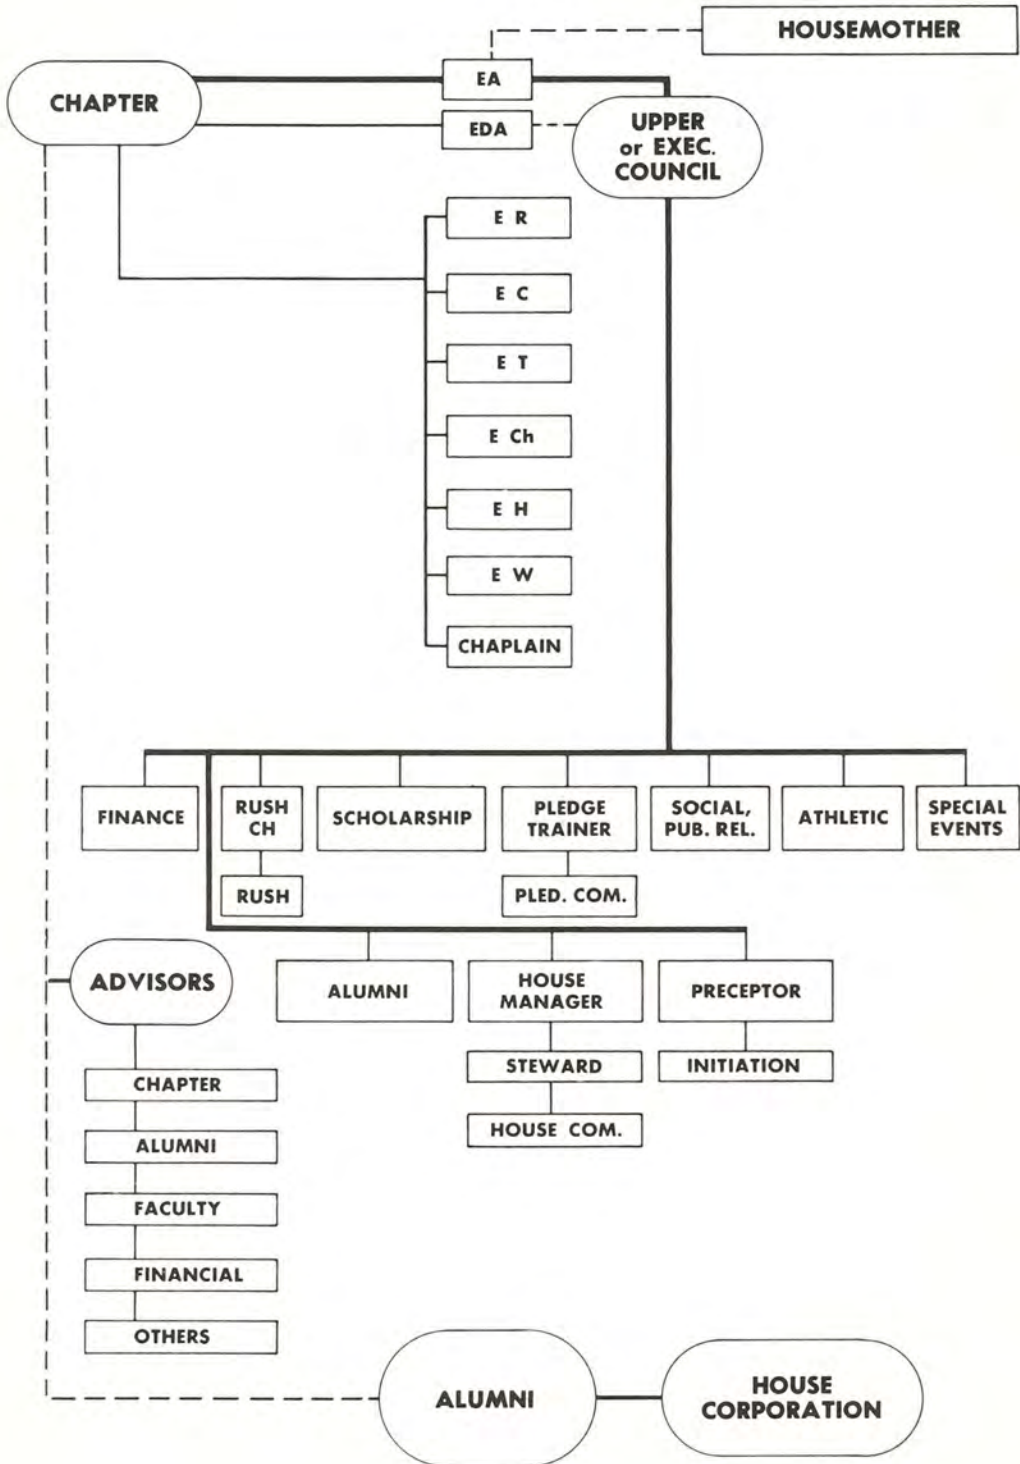 HOUSEMOTHER
CHAPTER
EA
EDA
UPPER
or EXEC.
COUNCIL
E R
E C
E T
E Ch
E H
E W
CHAPLAIN
FINANCE
RUSH
CH
RUSH
SCHOLARSHIP
PLEDGE
TRAINER
PLED. COM.
SOCIAL,
PUB. REL.
ATHLETIC
SPECIAL
EVENTS
ADVISORS
CHAPTER
ALUMNI
FACULTY
FINANCIAL
OTHERS
ALUMNI
HOUSE
MANAGER
STEWARD
HOUSE COM.
PRECEPTOR
INITIATION
ALUMNI
HOUSE
CORPORATION